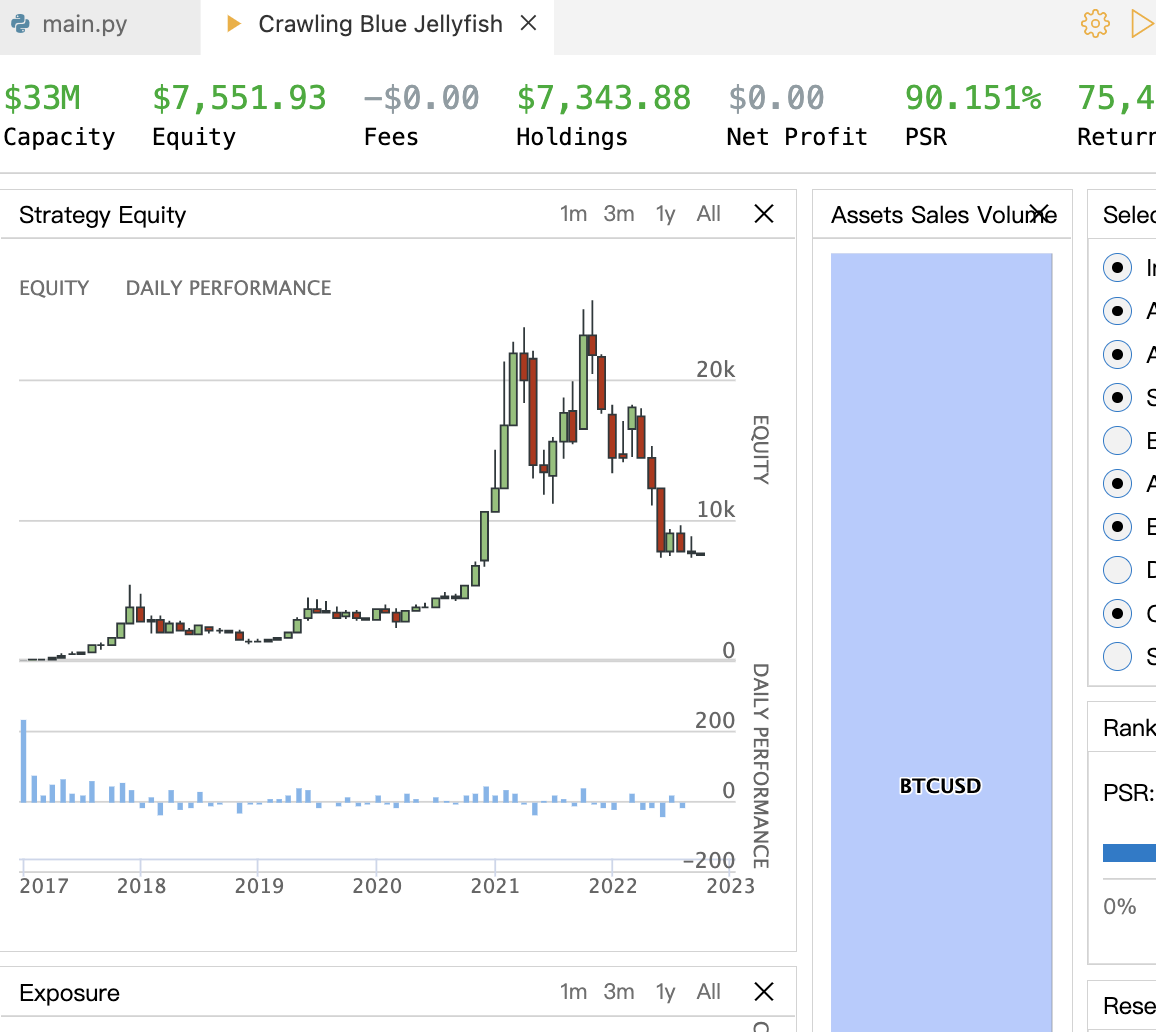 main.py
Crawling Blue Jellyfish
$33M $7,551.93 −$0.00 $7,343.88 $0.00 90.151% 75,4
Capacity Equity Fees Holdings Net Profit PSR Return
Strategy Equity 1m 3m 1y All
EQUITY DAILY PERFORMANCE
20k
10k
0
EQUITY
200
0
−200
DAILY PERFORMANCE
2017 2018 2019 2020 2021 2022 2023
Assets Sales Volume
BTCUSD
Selec
Rank
PSR:
0%
Exposure 1m 3m 1y All
Rese